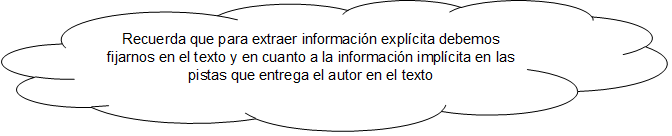 Recuerda que para extraer información explícita debemos
fijarnos en el texto y en cuanto a la información implícita en las
pistas que entrega el autor en el texto